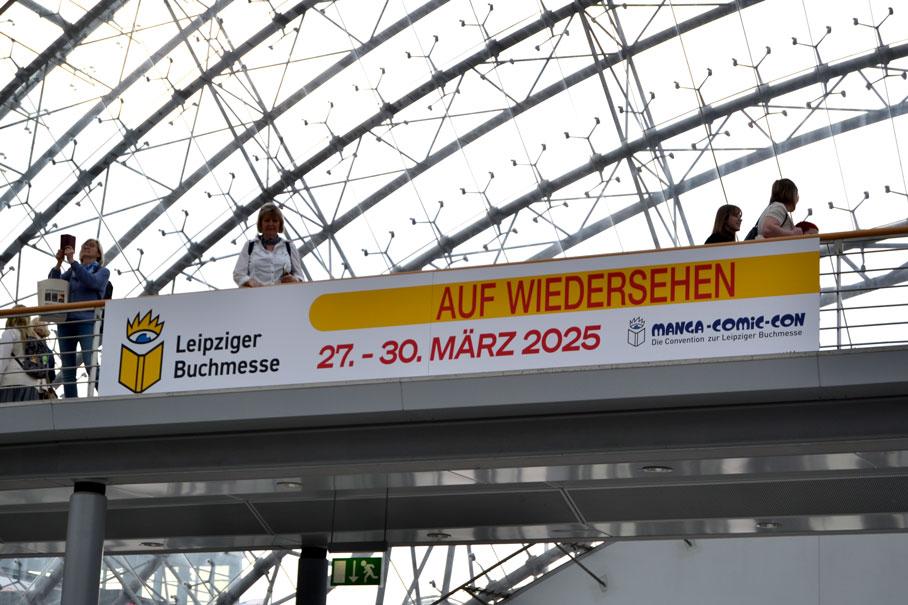 AUF WIEDERSEHEN
Leipziger
Buchmesse
27. – 30. MÄRZ 2025
MANGA-COMIC-CON
Die Convention zur Leipziger Buchmesse